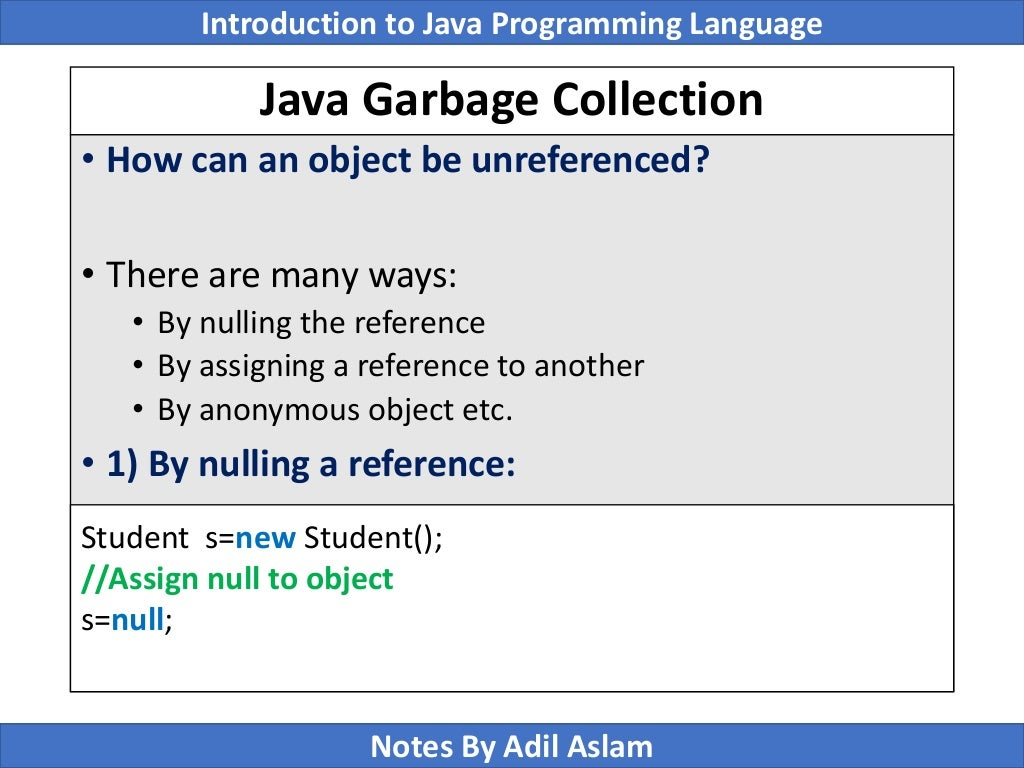 Introduction to Java Programming Language
Java Garbage Collection
• How can an object be unreferenced?
• There are many ways:
• By nulling the reference
• By assigning a reference to another
• By anonymous object etc.
• 1) By nulling a reference:
Student  s=new Student();
//Assign null to object
s=null;
Notes By Adil Aslam